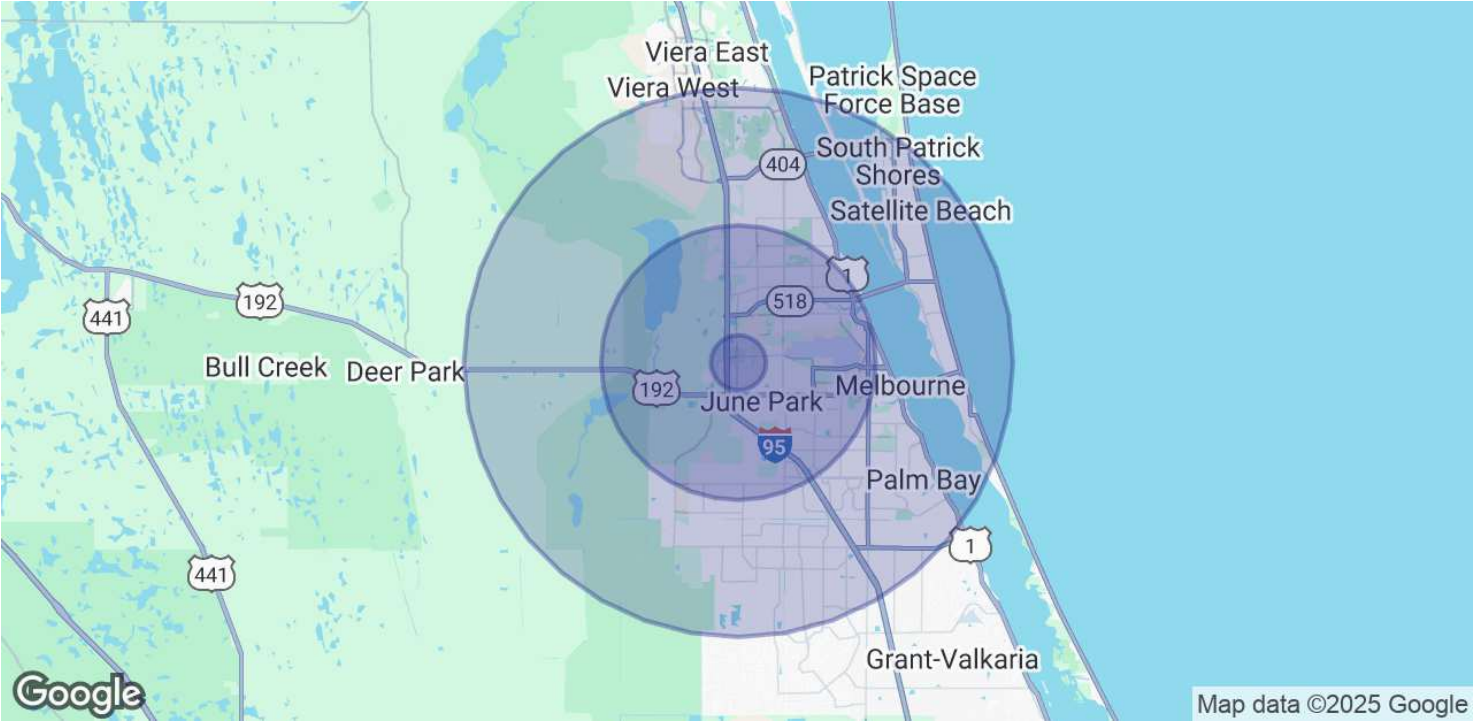 Viera East
Viera West
Patrick Space
Force Base
404
South Patrick
Shores
Satellite Beach
1
518
192
441
Bull Creek
Deer Park
192
June Park
Melbourne
95
Palm Bay
1
441
Grant-Valkaria
Google
Map data ©2025 Google